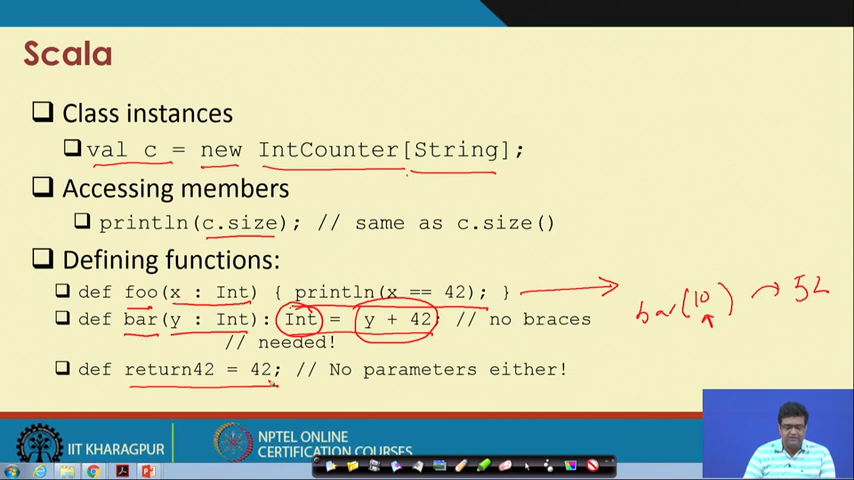 Scala
Class instances
val c = new IntCounter[String];
Accessing members
println(c.size); // same as c.size()
Defining functions:
def foo(x : Int) { println(x == 42); }
def bar(y : Int): Int = y + 42; // no braces
// needed!
def return42 = 42; // No parameters either!
bar(10) → 52
IIT KHARAGPUR
NPTEL ONLINE
CERTIFICATION COURSES